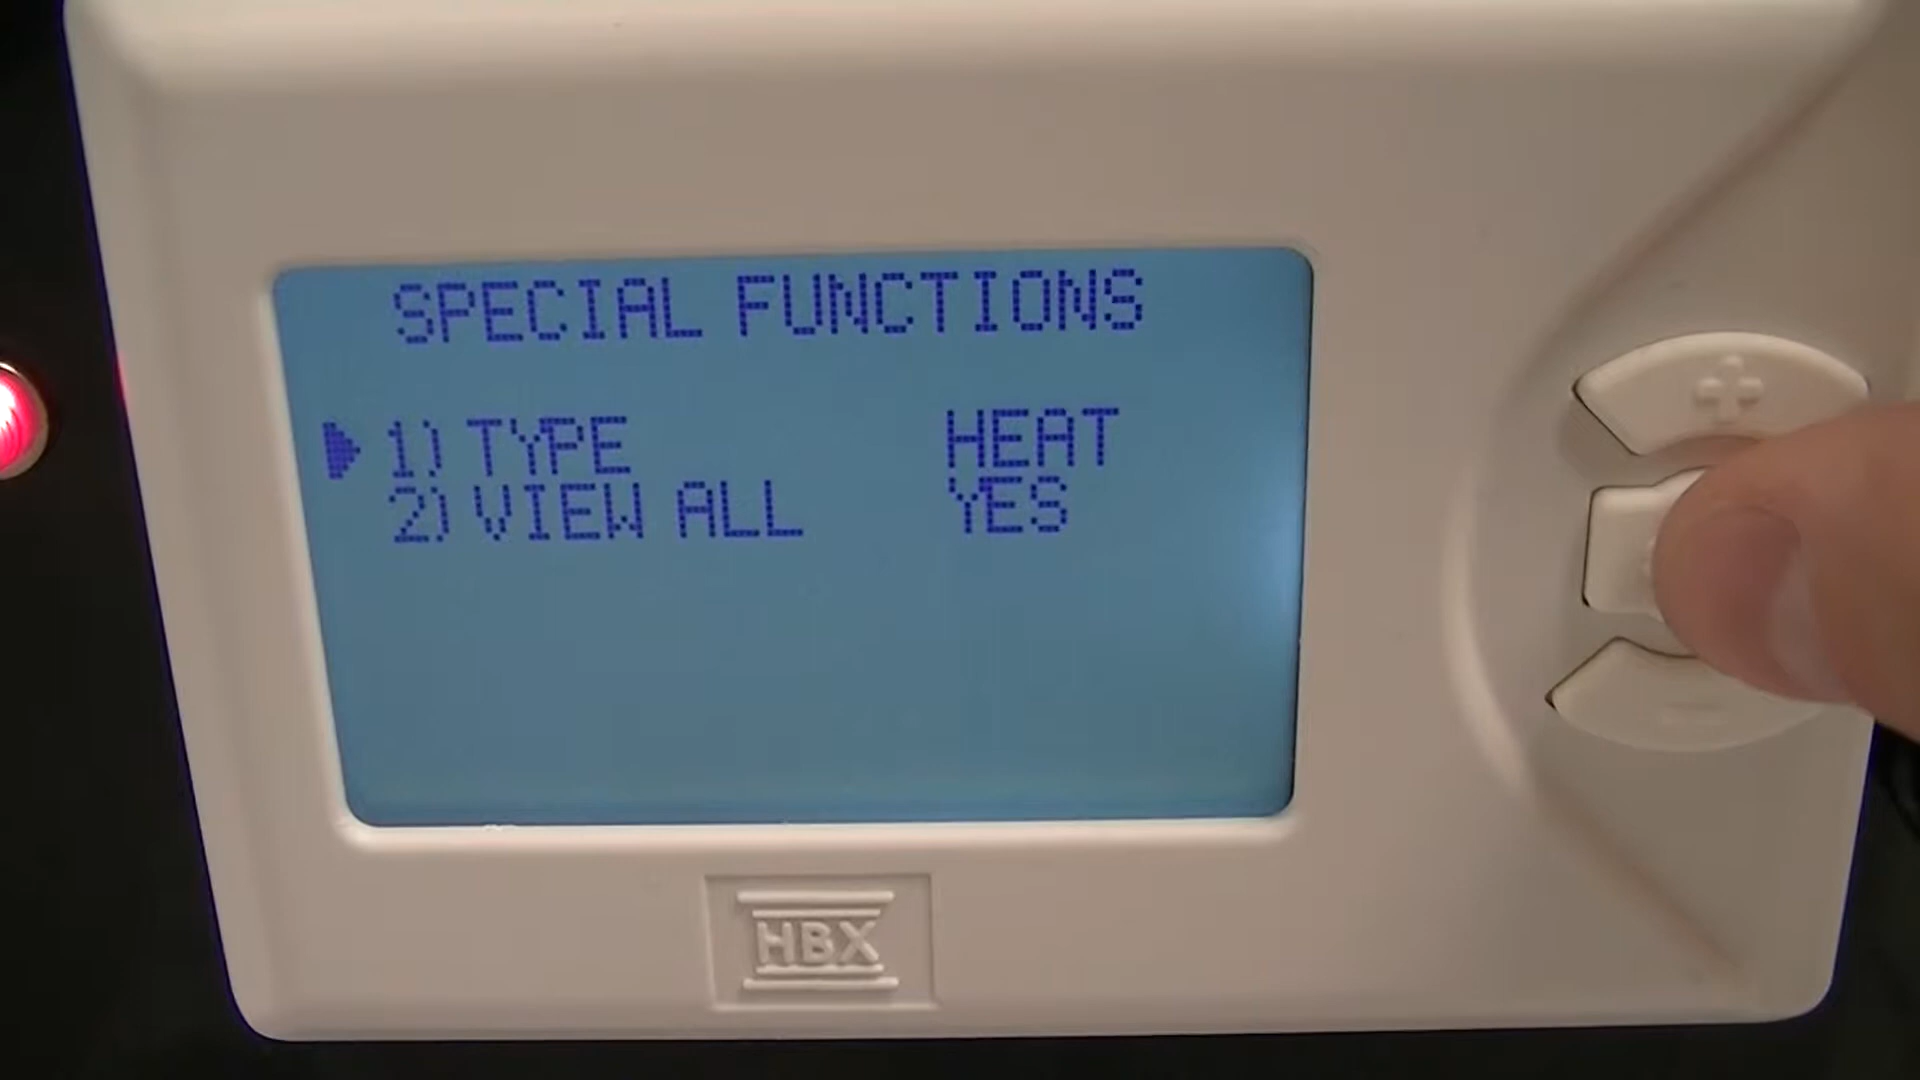 SPECIAL FUNCTIONS
1) TYPE HEAT
2) VIEW ALL YES
HBX